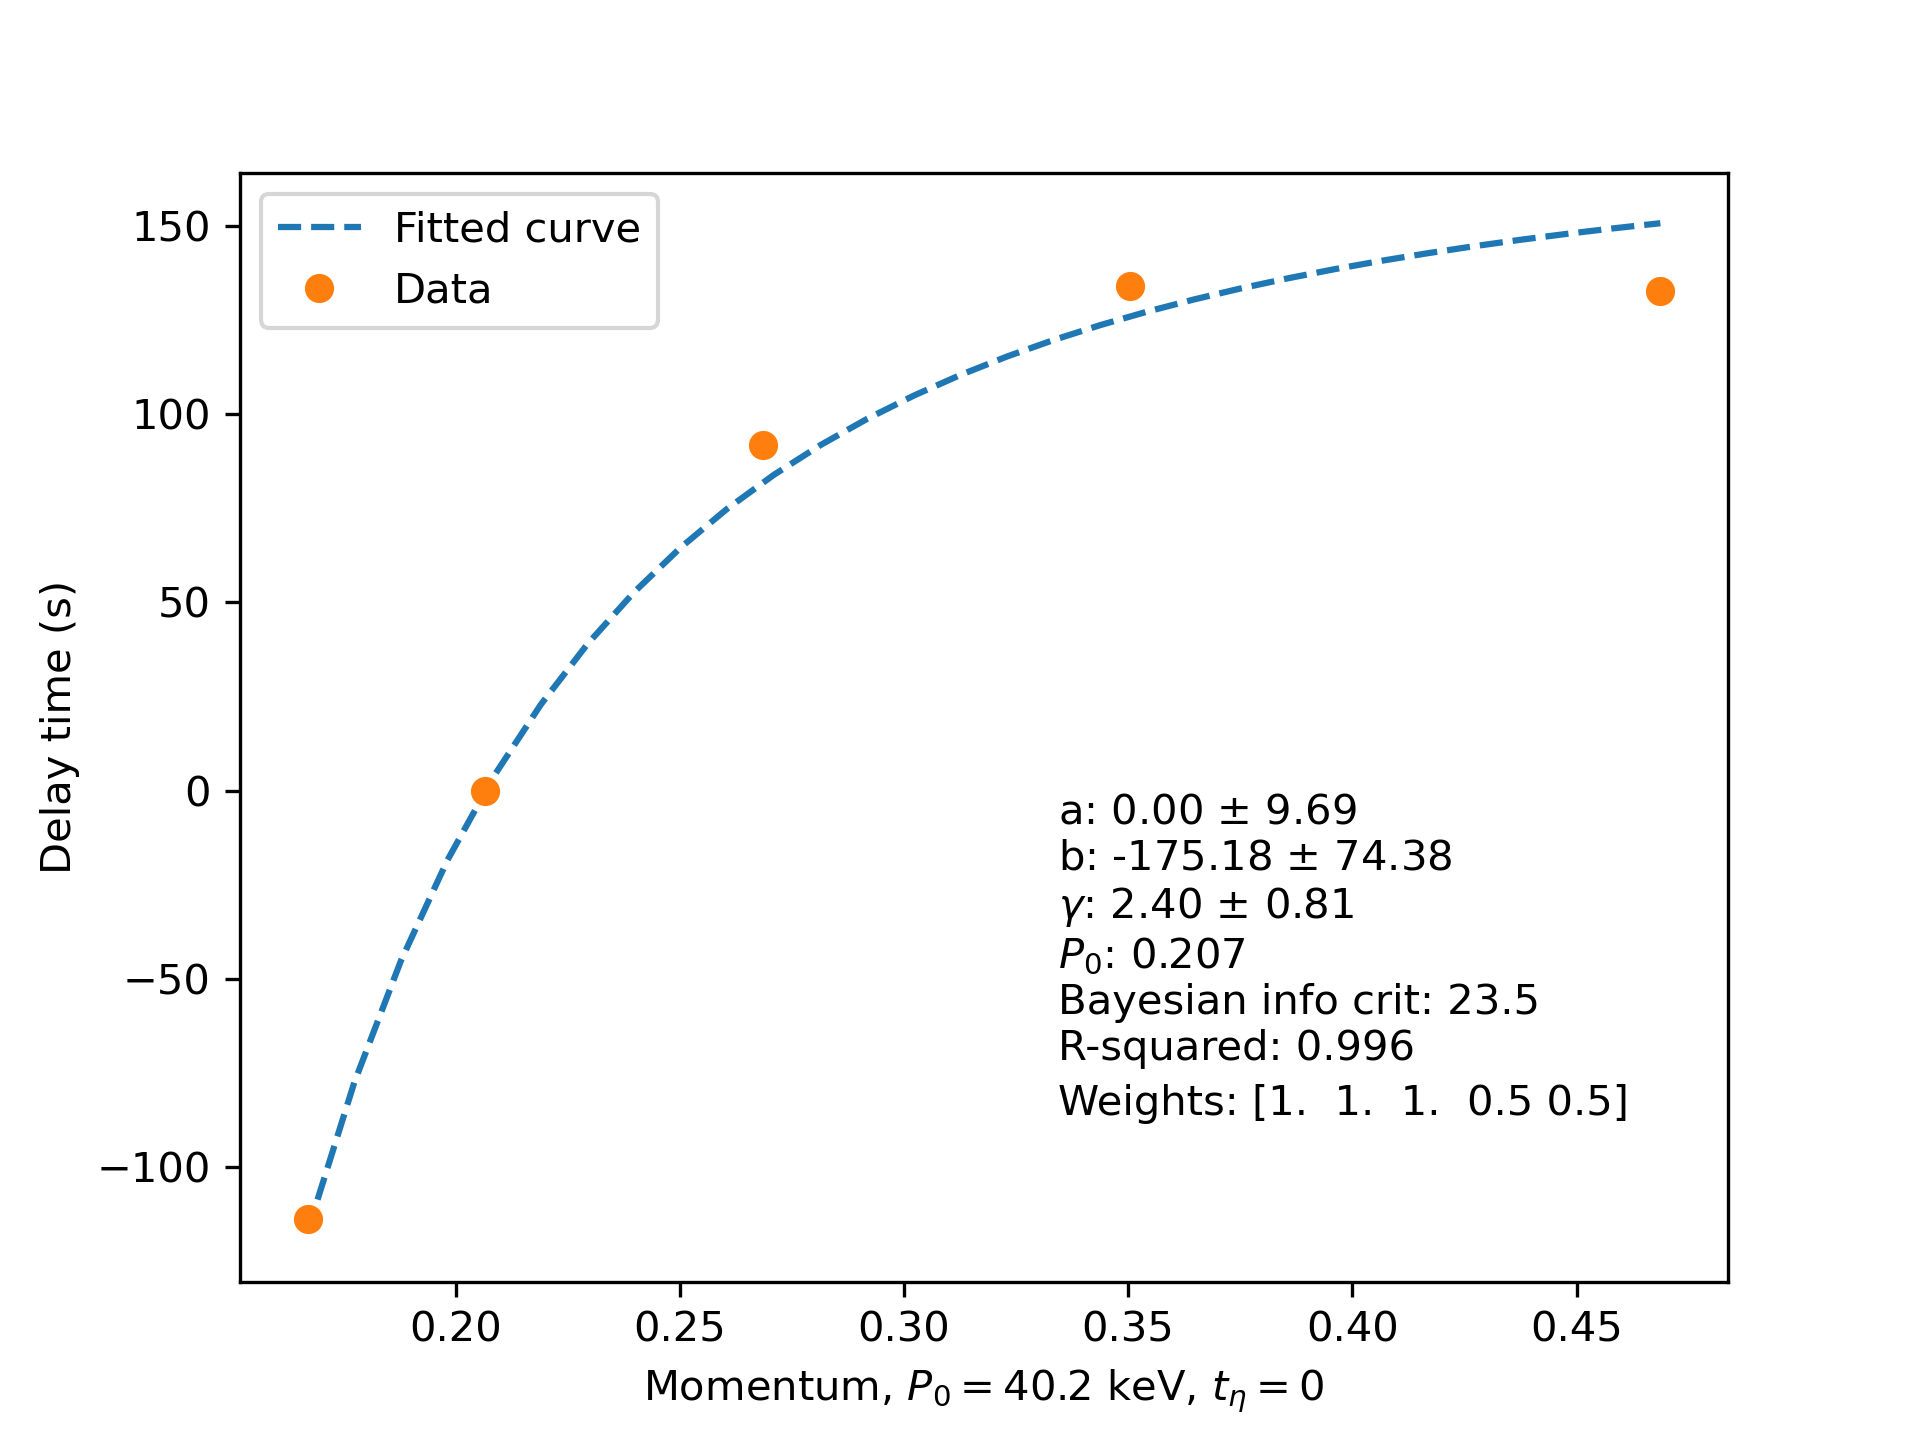 Fitted curve
Data
150
100
50
0
−50
−100
Delay time (s)
a: 0.00 ± 9.69
b: -175.18 ± 74.38
γ: 2.40 ± 0.81
P₀: 0.207
Bayesian info crit: 23.5
R-squared: 0.996
Weights: [1.  1.  1.  0.5 0.5]
0.20 0.25 0.30 0.35 0.40 0.45
Momentum, P₀ = 40.2 keV, tη = 0